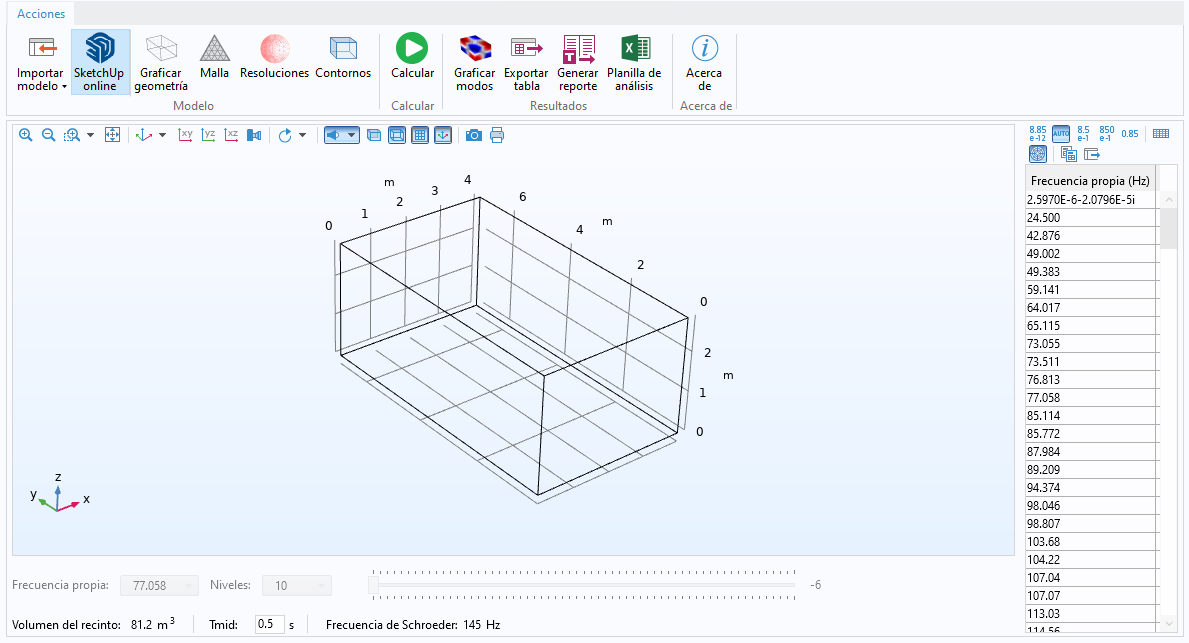 Acciones
Importar modelo
SketchUp online
Graficar geometría
Malla
Resoluciones
Contornos
Modelo
Calcular
Calcular
Graficar modos
Exportar tabla
Generar reporte
Planilla de análisis
Resultados
Acerca de
Acerca de
xy
yz
xz
8.85 e-12
AUTO
8.5 e-1
850 e-1
0.85
m
0
1
2
3
4
6
4
2
0
m
2
1
0
m
z
y
x
Frecuencia propia (Hz)
2.5970E-6-2.0796E-5i
24.500
42.876
49.002
49.383
59.141
64.017
65.115
73.055
73.511
76.813
77.058
85.114
85.772
87.984
89.209
94.374
98.046
98.807
103.68
104.22
107.04
107.07
113.03
114.56
Frecuencia propia: 77.058 Niveles: 10 -6
Volumen del recinto: 81.2 m³ Tmid: 0.5 s Frecuencia de Schroeder: 145 Hz